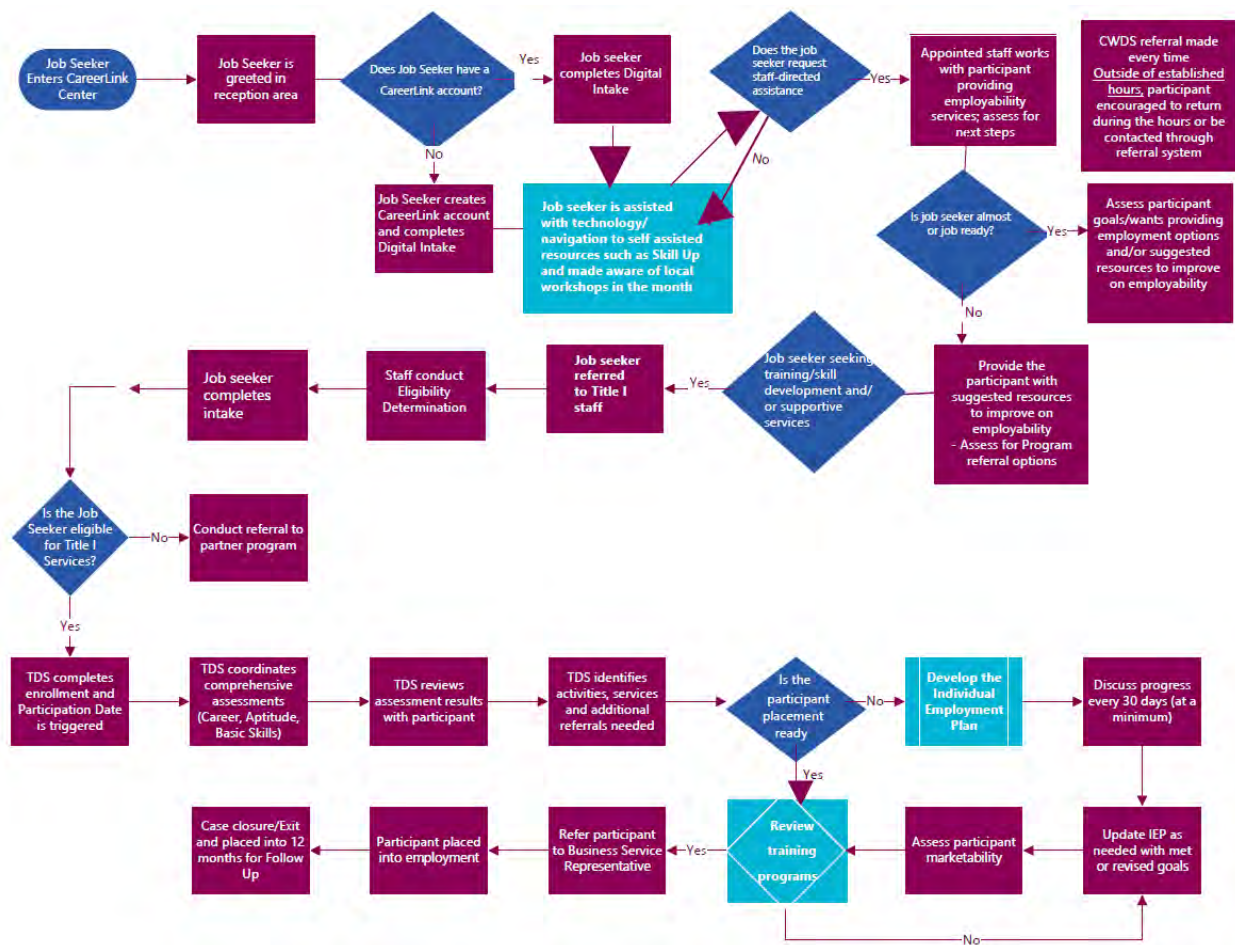 Job Seeker
Enters CareerLink
Center
Job Seeker is
greeted in
reception area
Does Job Seeker have a
CareerLink account?
Yes
Job seeker
completes Digital
Intake
No
Job Seeker creates
CareerLink account
and completes
Digital Intake
Job seeker is assisted
with technology/
navigation to self assisted
resources such as Skill Up
and made aware of local
workshops in the month
Does the job
seeker request
staff-directed
assistance
No
Yes
Appointed staff works
with participant
providing employability
services; assess for
next steps
CWDS referral made
every time
Outside of established
hours, participant
encouraged to return
during the hours or be
contacted through
referral system
Is job seeker almost
or job ready?
Yes
Assess participant
goals/wants providing
employment options
and/or suggested
resources to improve
on employability
No
Provide the
participant with
suggested resources
to improve on
employability
- Assess for Program
referral options
Job seeker seeking
training/skill
development and/
or supportive
services
Yes
Job seeker
referred
to Title I
staff
Staff conduct
Eligibility
Determination
Job seeker
completes
intake
Is the Job
Seeker eligible
for Title I
Services?
No
Conduct referral to
partner program
Yes
TDS completes
enrollment and
Participation Date
is triggered
TDS coordinates
comprehensive
assessments
(Career, Aptitude,
Basic Skills)
TDS reviews
assessment results
with participant
TDS identifies
activities, services
and additional
referrals needed
Is the
participant
placement
ready
No
Develop the
Individual
Employment
Plan
Discuss progress
every 30 days (at a
minimum)
Yes
Update IEP as
needed with met
or revised goals
Assess participant
marketability
Review
training
programs
Yes
Refer participant
to Business Service
Representative
Participant placed
into employment
Case closure/Exit
and placed into 12
months for Follow
Up
No